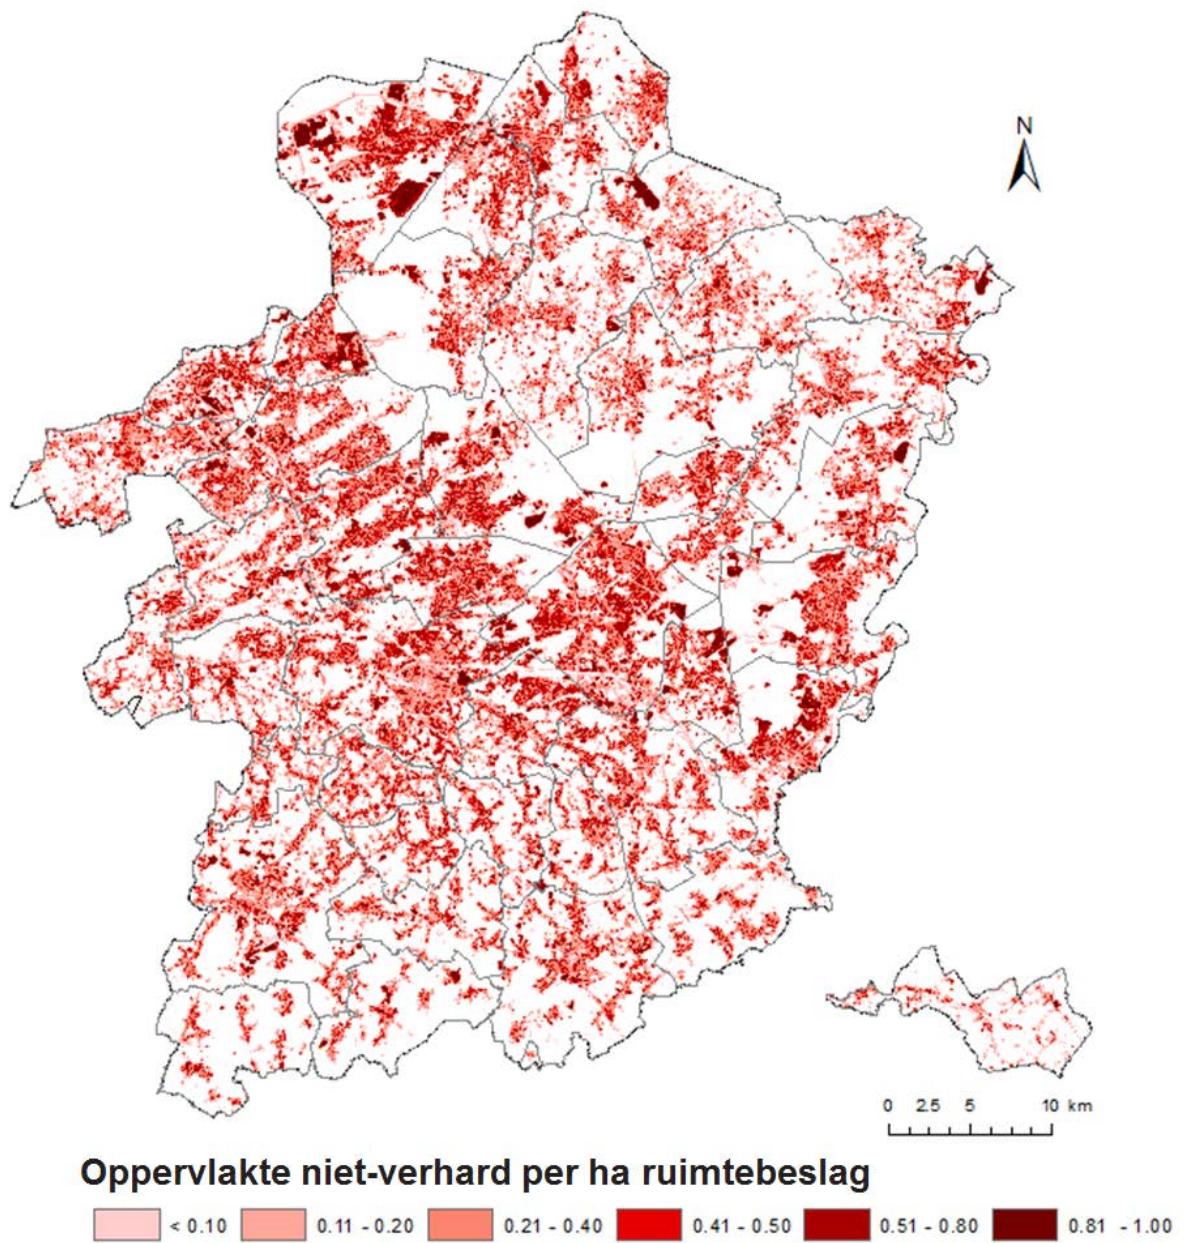 N
0 2.5 5 10 km
Oppervlakte niet-verhard per ha ruimtebeslag
< 0.10 0.11 - 0.20 0.21 - 0.40 0.41 - 0.50 0.51 - 0.80 0.81 - 1.00